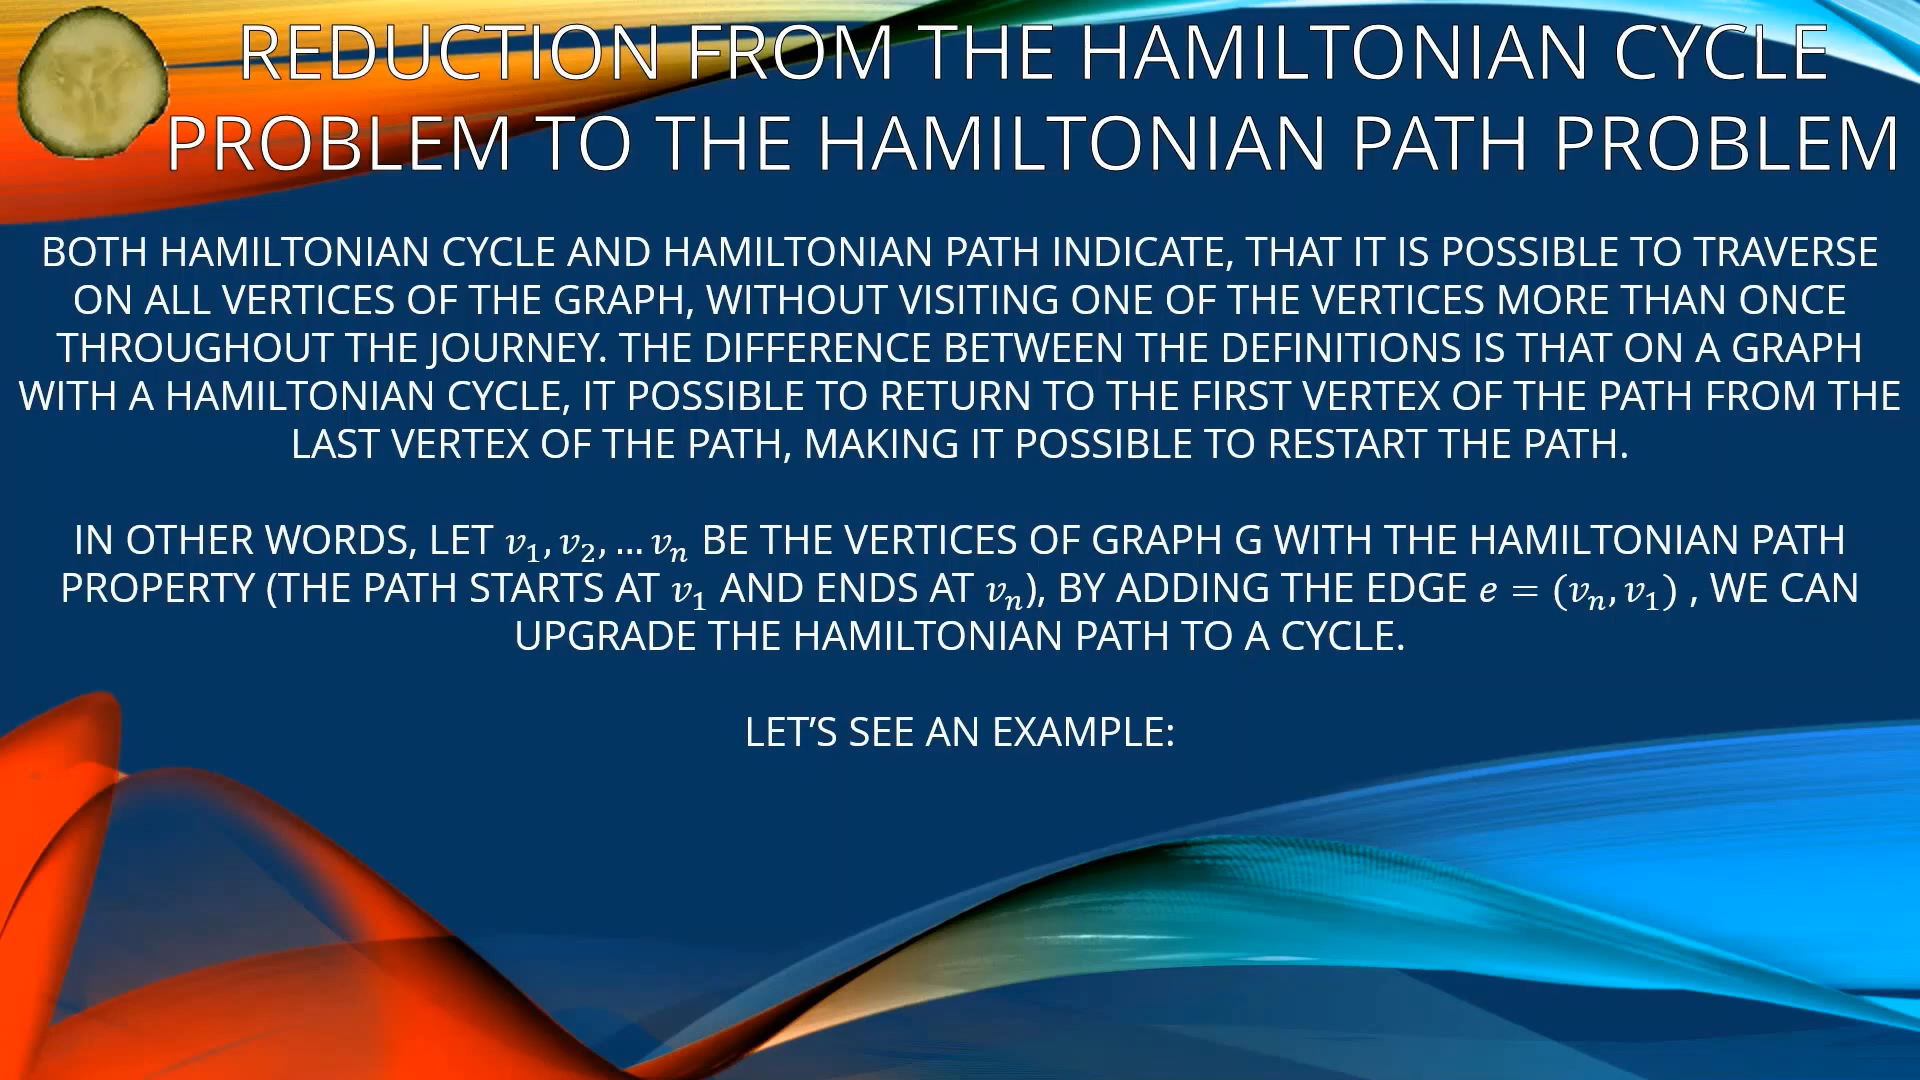 REDUCTION FROM THE HAMILTONIAN CYCLE
PROBLEM TO THE HAMILTONIAN PATH PROBLEM
BOTH HAMILTONIAN CYCLE AND HAMILTONIAN PATH INDICATE, THAT IT IS POSSIBLE TO TRAVERSE
ON ALL VERTICES OF THE GRAPH, WITHOUT VISITING ONE OF THE VERTICES MORE THAN ONCE
THROUGHOUT THE JOURNEY. THE DIFFERENCE BETWEEN THE DEFINITIONS IS THAT ON A GRAPH
WITH A HAMILTONIAN CYCLE, IT POSSIBLE TO RETURN TO THE FIRST VERTEX OF THE PATH FROM THE
LAST VERTEX OF THE PATH, MAKING IT POSSIBLE TO RESTART THE PATH.
IN OTHER WORDS, LET 𝑣₁, 𝑣₂, … 𝑣ₙ BE THE VERTICES OF GRAPH G WITH THE HAMILTONIAN PATH
PROPERTY (THE PATH STARTS AT 𝑣₁ AND ENDS AT 𝑣ₙ), BY ADDING THE EDGE 𝑒 = (𝑣ₙ, 𝑣₁) , WE CAN
UPGRADE THE HAMILTONIAN PATH TO A CYCLE.
LET’S SEE AN EXAMPLE: